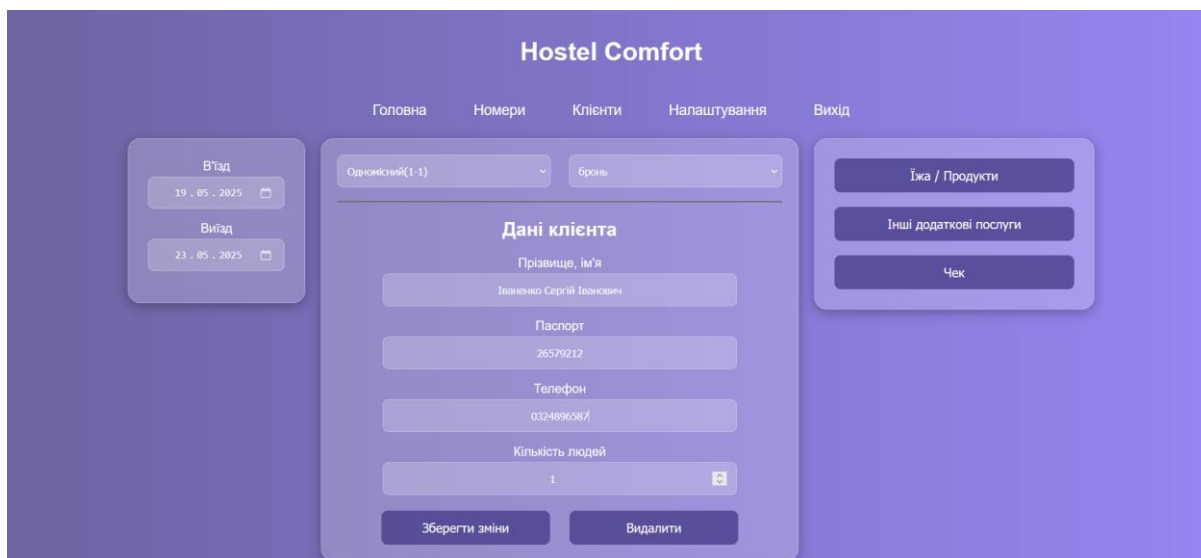 Hostel Comfort
Головна Номери Клієнти Налаштування Вихід
В'їзд
19.05.2025
Виїзд
23.05.2025
Одномісний(1-1) бронь
Дані клієнта
Прізвище, ім'я
Іваненко Сергій Іванович
Паспорт
26579212
Телефон
0324896587
Кількість людей
1
Зберегти зміни Видалити
Їжа / Продукти
Інші додаткові послуги
Чек